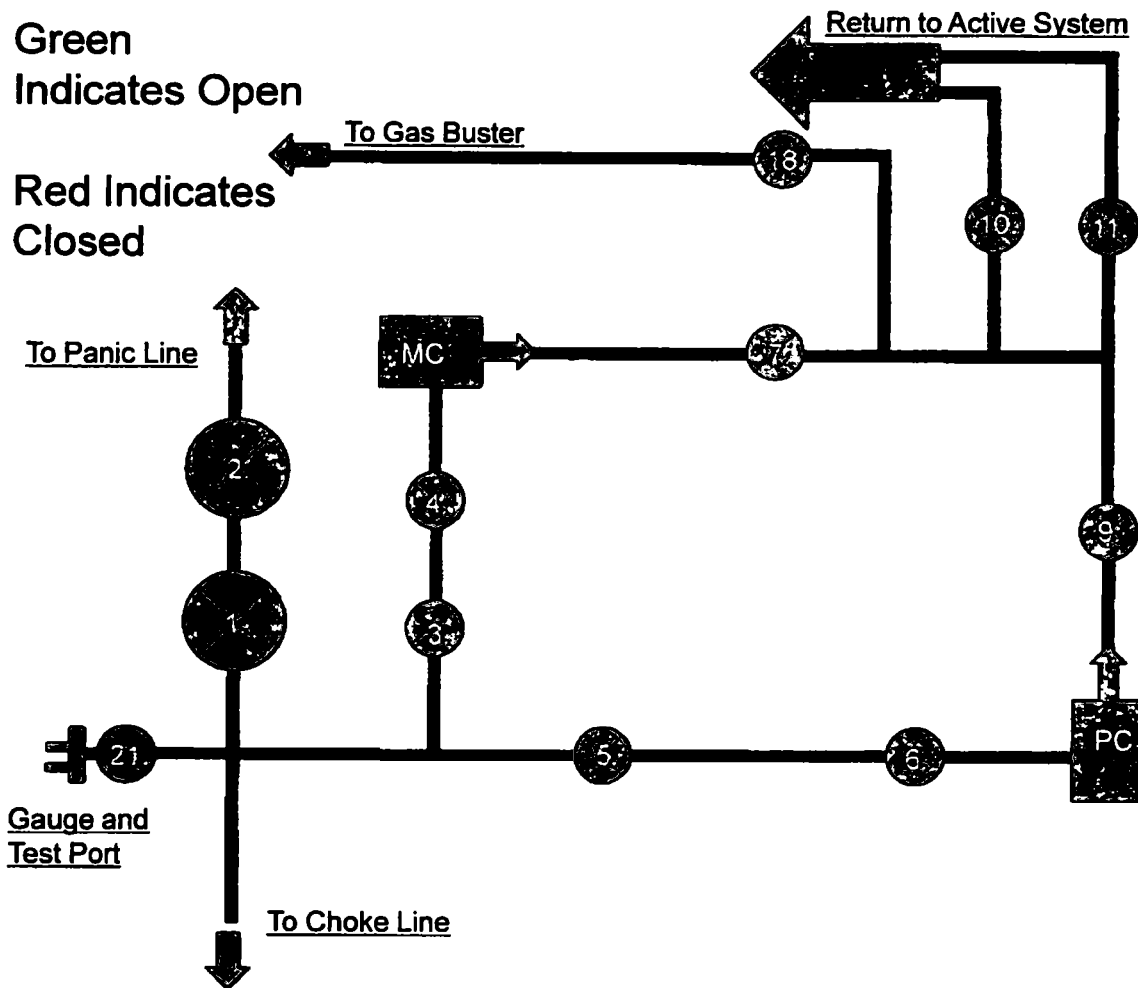 Green
Indicates Open
Return to Active System
To Gas Buster
18
Red Indicates
Closed
10
11
To Panic Line
MC
7
2
4
9
1
3
21
5
6
PC
Gauge and
Test Port
To Choke Line